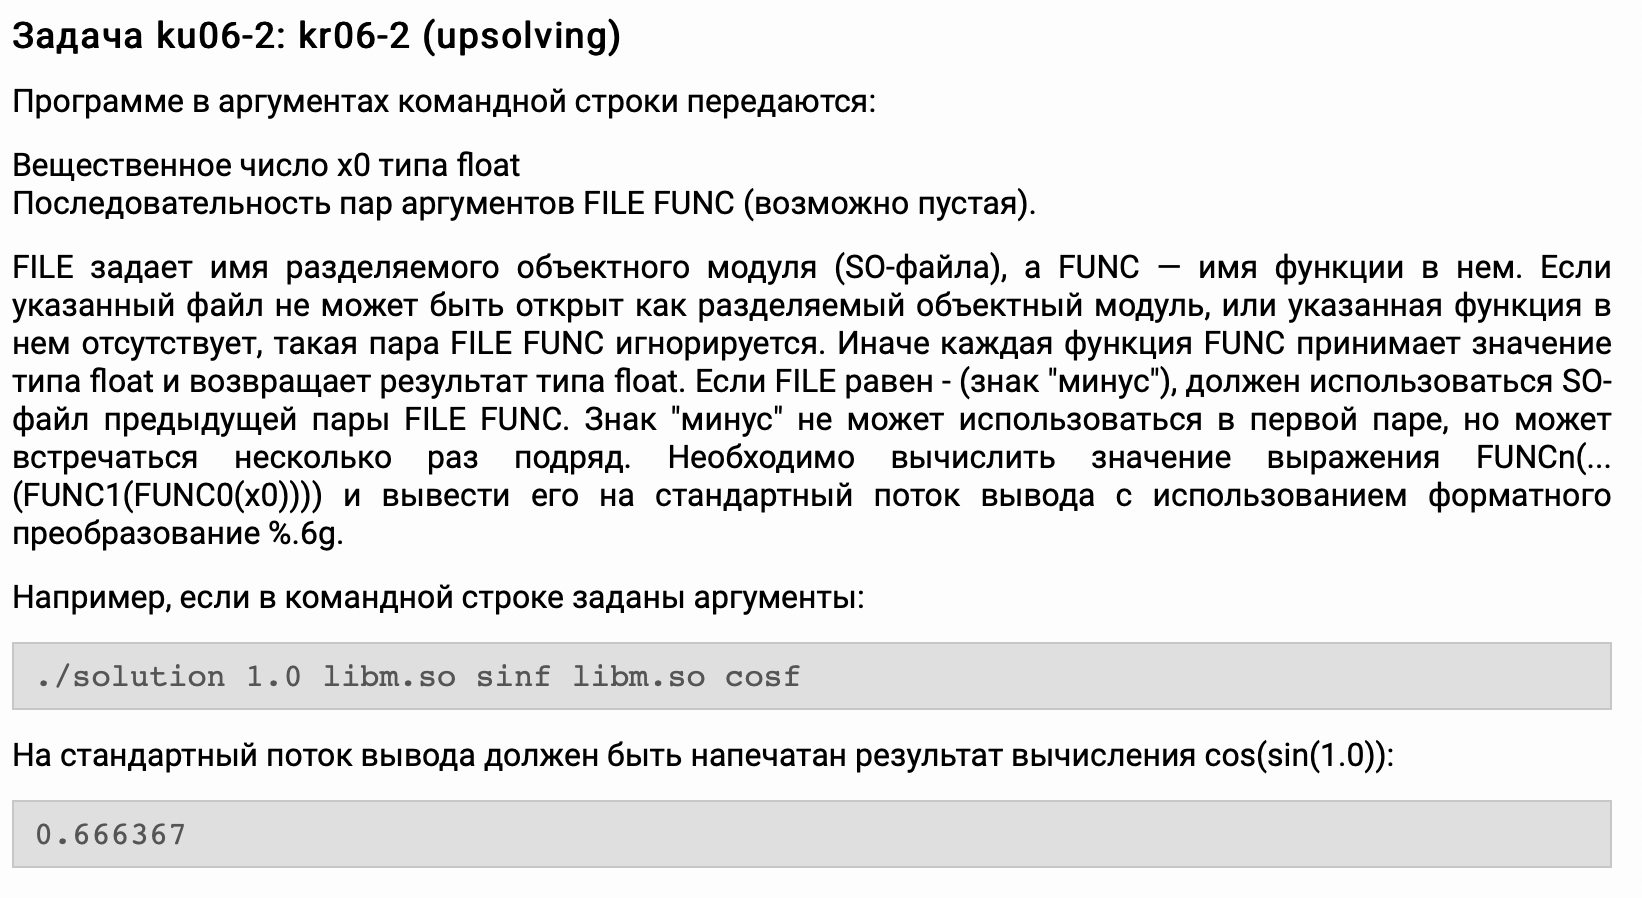 Задача ku06-2: kr06-2 (upsolving)
Программе в аргументах командной строки передаются:
Вещественное число x0 типа float
Последовательность пар аргументов FILE FUNC (возможно пустая).
FILE задает имя разделяемого объектного модуля (SO-файла), а FUNC — имя функции в нем. Если
указанный файл не может быть открыт как разделяемый объектный модуль, или указанная функция в
нем отсутствует, такая пара FILE FUNC игнорируется. Иначе каждая функция FUNC принимает значение
типа float и возвращает результат типа float. Если FILE равен - (знак "минус"), должен использоваться SO-
файл предыдущей пары FILE FUNC. Знак "минус" не может использоваться в первой паре, но может
встречаться несколько раз подряд. Необходимо вычислить значение выражения FUNCn(...
(FUNC1(FUNC0(x0)))) и вывести его на стандартный поток вывода с использованием форматного
преобразование %.6g.
Например, если в командной строке заданы аргументы:
./solution 1.0 libm.so sinf libm.so cosf
На стандартный поток вывода должен быть напечатан результат вычисления cos(sin(1.0)):
0.666367